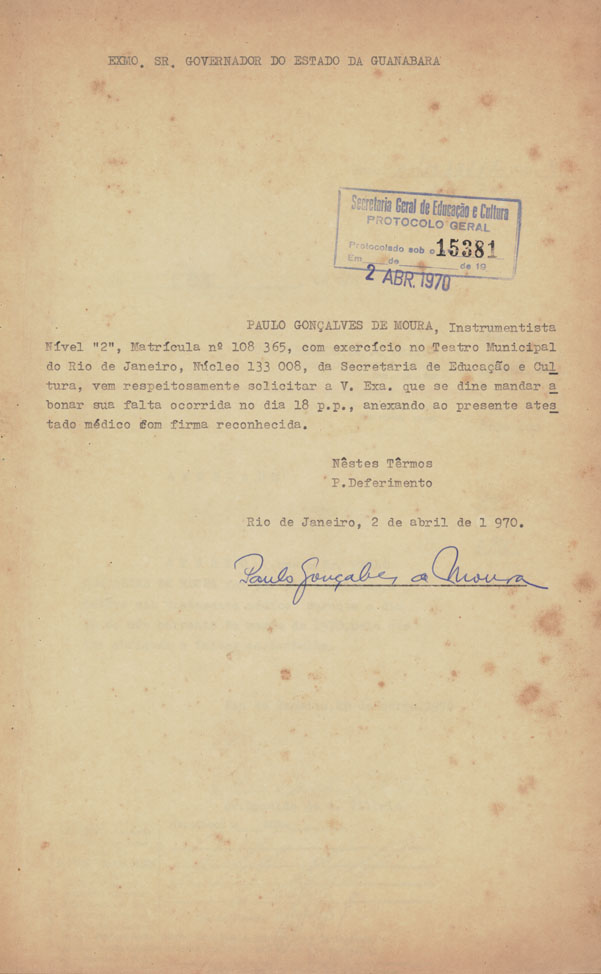 EXMO. SR. GOVERNADOR DO ESTADO DA GUANABARA
Secretaria Geral de Educação e Cultura
PROTOCOLO GERAL
Protocolado sob o 15381
Em de de 19
2 ABR. 1970
PAULO GONÇALVES DE MOURA, Instrumentista
Nível "2", Matrícula nº 108 365, com exercício no Teatro Municipal
do Rio de Janeiro, Núcleo 133 008, da Secretaria de Educação e Cul
tura, vem respeitosamente solicitar a V. Exa. que se dine mandar a
bonar sua falta ocorrida no dia 18 p.p., anexando ao presente ates
tado médico com firma reconhecida.
Nêstes Têrmos
P.Deferimento
Rio de Janeiro, 2 de abril de 1 970.
Paulo Gonçalves de Moura